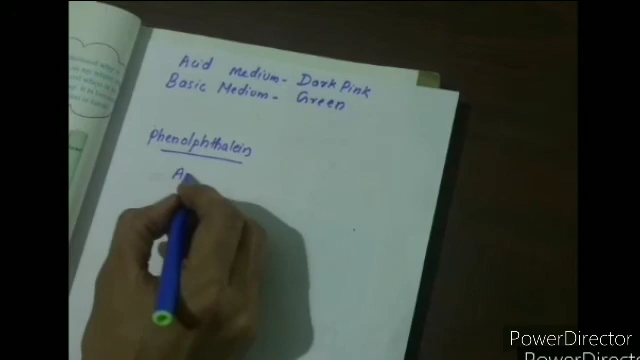 Acid medium - Dark Pink
Basic Medium - Green
phenolphthalein
A
PowerDirector